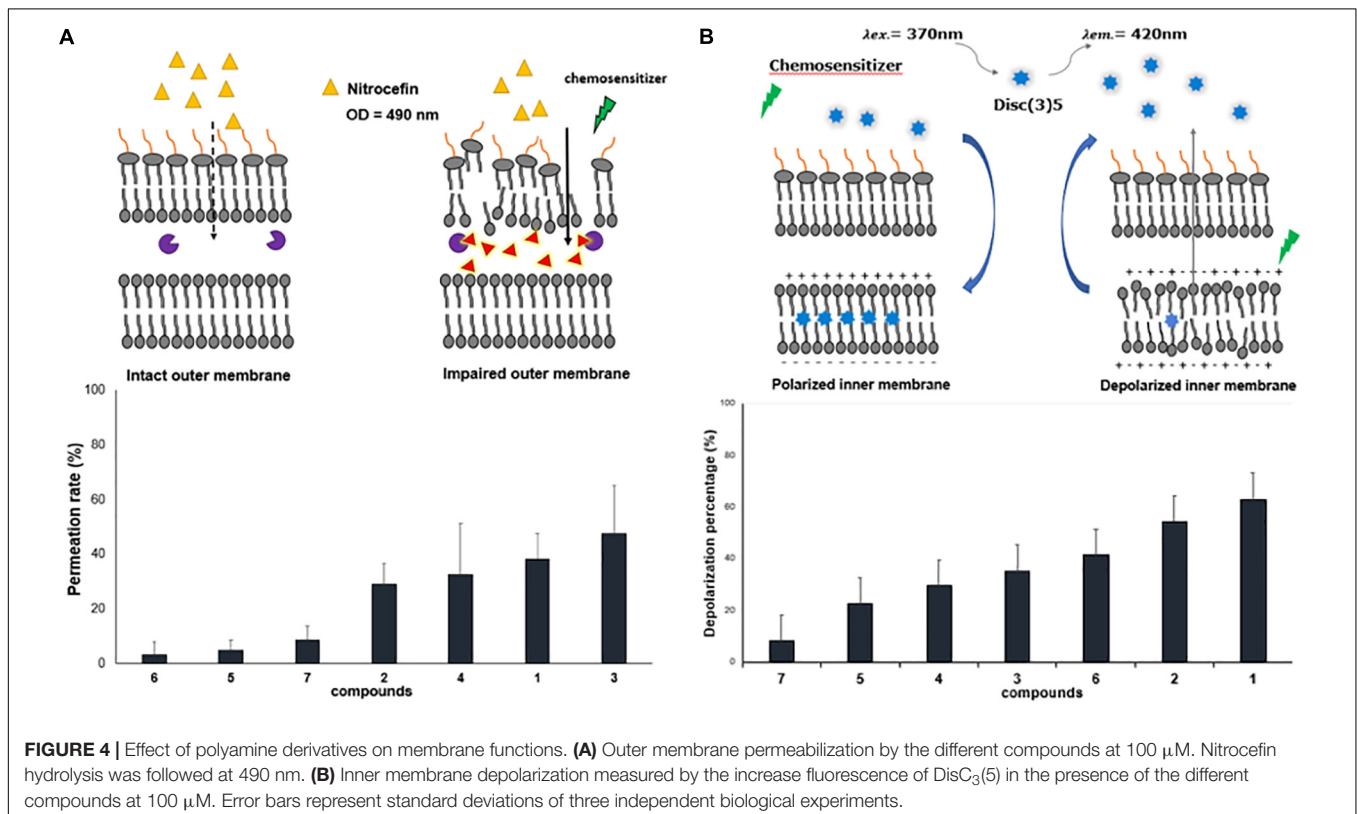 A
Nitrocefin
OD = 490 nm
chemosensitizer
Intact outer membrane
Impaired outer membrane
Permeation rate (%)
100
80
60
40
20
0
6 5 7 2 4 1 3
compounds
B
λex.= 370nm
λem.= 420nm
Chemosensitizer
Disc(3)5
+ + + + + + + + + + + +
- - - - - - - - - - - -
Polarized inner membrane
Depolarized inner membrane
Depolarization percentage (%)
100
80
60
40
20
0
7 5 4 3 6 2 1
compounds
FIGURE 4 | Effect of polyamine derivatives on membrane functions. (A) Outer membrane permeabilization by the different compounds at 100 μM. Nitrocefin
hydrolysis was followed at 490 nm. (B) Inner membrane depolarization measured by the increase fluorescence of DisC3(5) in the presence of the different
compounds at 100 μM. Error bars represent standard deviations of three independent biological experiments.